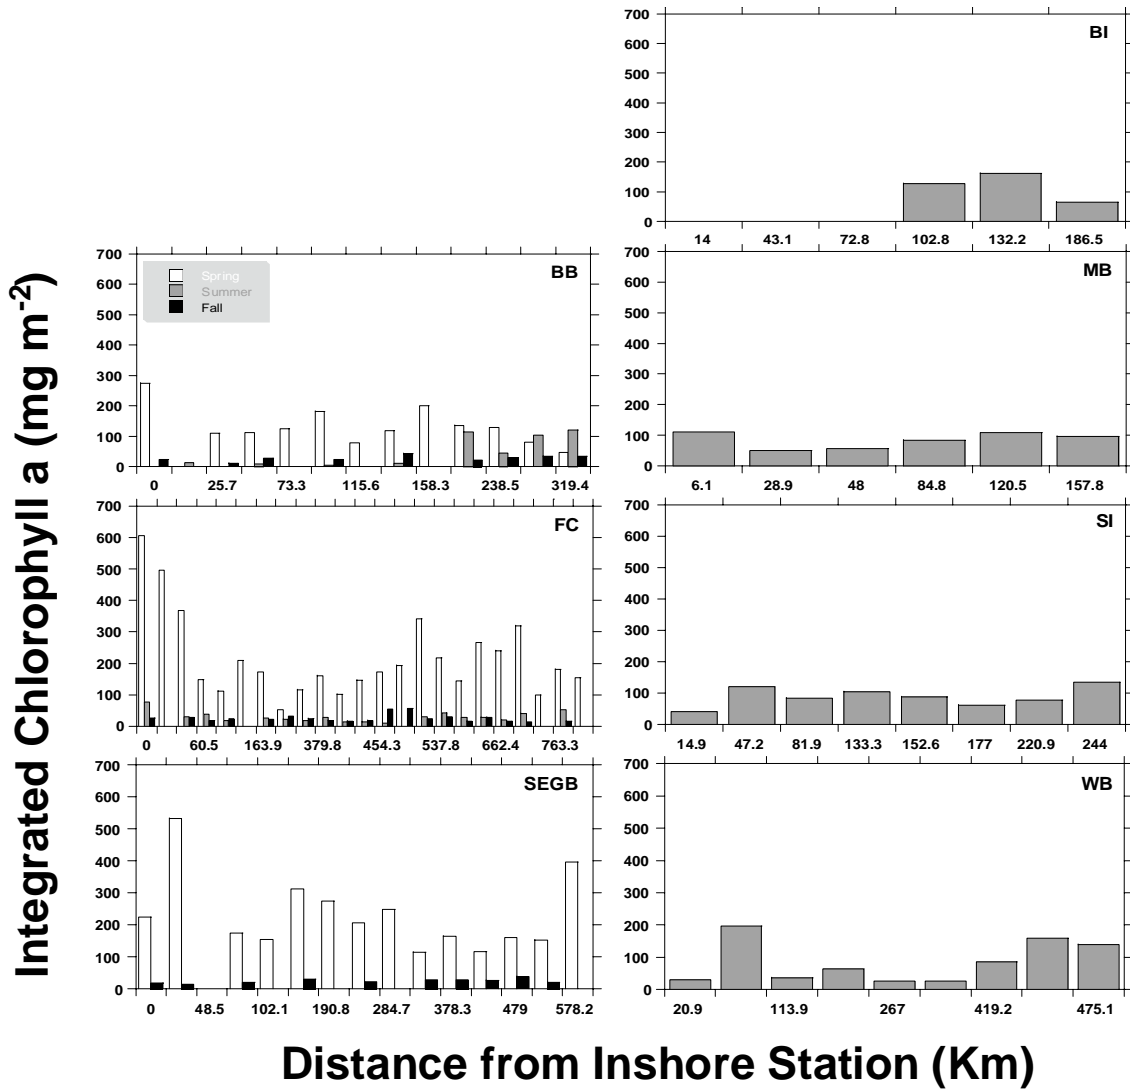 Integrated Chlorophyll a (mg m-2)
BI
700
600
500
400
300
200
100
0
14 43.1 72.8 102.8 132.2 186.5
BB
Spring
Summer
Fall
700
600
500
400
300
200
100
0
0 25.7 73.3 115.6 158.3 238.5 319.4
MB
700
600
500
400
300
200
100
0
6.1 28.9 48 84.8 120.5 157.8
FC
700
600
500
400
300
200
100
0
0 60.5 163.9 379.8 454.3 537.8 662.4 763.3
SI
700
600
500
400
300
200
100
0
14.9 47.2 81.9 133.3 152.6 177 220.9 244
SEGB
700
600
500
400
300
200
100
0
0 48.5 102.1 190.8 284.7 378.3 479 578.2
WB
700
600
500
400
300
200
100
0
20.9 113.9 267 419.2 475.1
Distance from Inshore Station (Km)